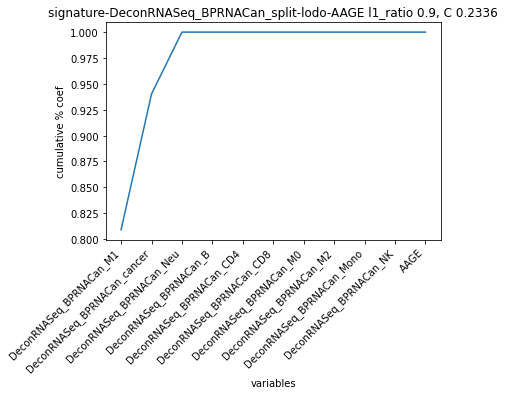 signature-DeconRNASeq_BPRNACan_split-lodo-AAGE l1_ratio 0.9, C 0.2336
1.000
0.975
0.950
0.925
0.900
0.875
0.850
0.825
0.800
cumulative % coef
DeconRNASeq_BPRNACan_M1
DeconRNASeq_BPRNACan_cancer
DeconRNASeq_BPRNACan_Neu
DeconRNASeq_BPRNACan_B
DeconRNASeq_BPRNACan_CD4
DeconRNASeq_BPRNACan_CD8
DeconRNASeq_BPRNACan_M0
DeconRNASeq_BPRNACan_M2
DeconRNASeq_BPRNACan_Mono
DeconRNASeq_BPRNACan_NK
AAGE
variables